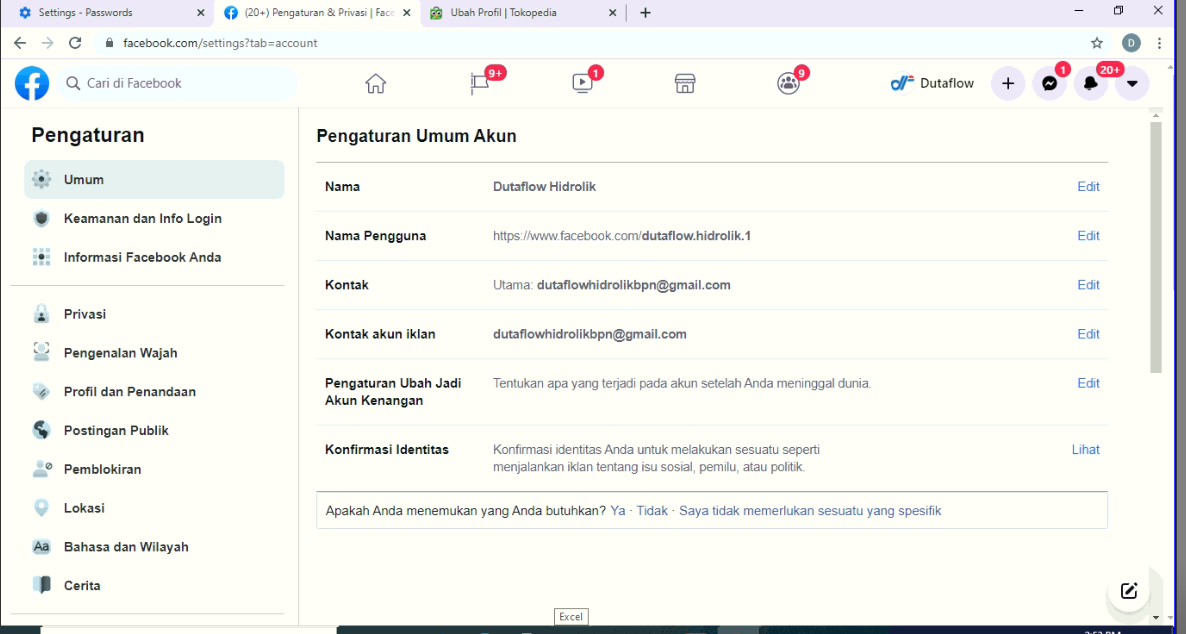 Settings - Passwords
(20+) Pengaturan & Privasi | Face
Ubah Profil | Tokopedia
facebook.com/settings?tab=account
D
Cari di Facebook
9+
1
9
Dutaflow
1
20+
Pengaturan
Umum
Keamanan dan Info Login
Informasi Facebook Anda
Privasi
Pengenalan Wajah
Profil dan Penandaan
Postingan Publik
Pemblokiran
Lokasi
Aa Bahasa dan Wilayah
Cerita
Pengaturan Umum Akun
Nama Dutaflow Hidrolik Edit
Nama Pengguna https://www.facebook.com/dutaflow.hidrolik.1 Edit
Kontak Utama: dutaflowhidrolikbpn@gmail.com Edit
Kontak akun iklan dutaflowhidrolikbpn@gmail.com Edit
Pengaturan Ubah Jadi Tentukan apa yang terjadi pada akun setelah Anda meninggal dunia. Edit
Akun Kenangan
Konfirmasi Identitas Konfirmasi identitas Anda untuk melakukan sesuatu seperti Lihat
menjalankan iklan tentang isu sosial, pemilu, atau politik.
Apakah Anda menemukan yang Anda butuhkan? Ya · Tidak · Saya tidak memerlukan sesuatu yang spesifik
Excel